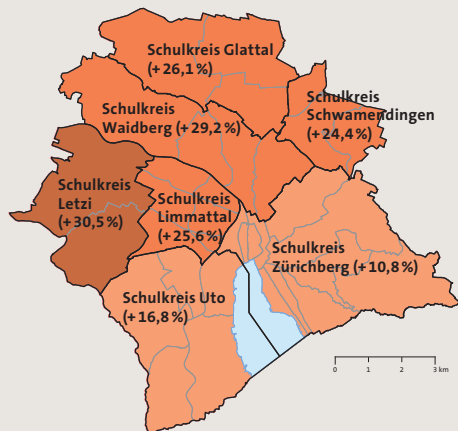 Schulkreis Glattal
(+26,1%)
Schulkreis
Schwamendingen
(+24,4%)
Schulkreis
Waidberg (+29,2%)
Schulkreis
Letzi
(+30,5%)
Schulkreis
Limmattal
(+25,6%)
Schulkreis
Zürichberg (+10,8%)
Schulkreis Uto
(+16,8%)
0 1 2 3 km